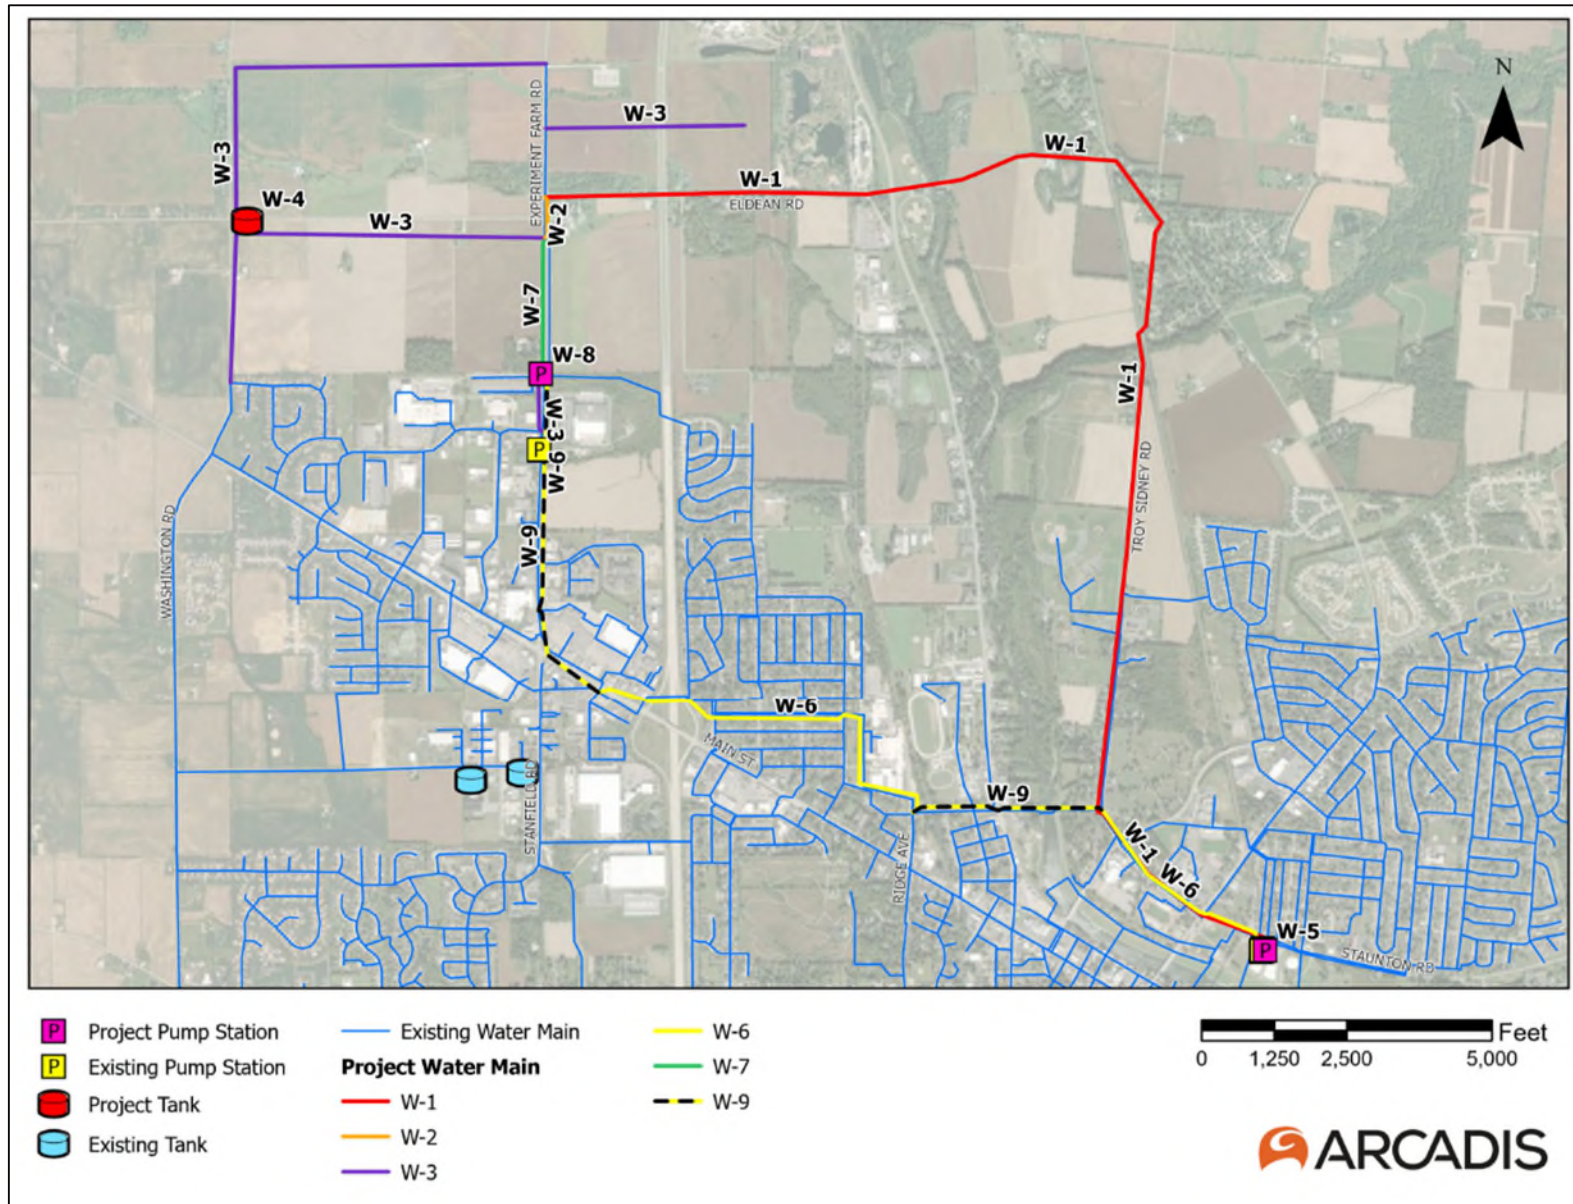 N
W-3
W-1
W-3
EXPERIMENT FARM RD
W-1
ELDEAN RD
W-4
W-3
W-2
W-7
W-8
W-1
W-3
W-9
W-9
TROY SIDNEY RD
WASHINGTON RD
W-6
MAIN ST
STANFIELD RD
W-9
RIDGE AVE
W-1
W-6
W-5
STAUNTON RD
P
P
P
P Project Pump Station
P Existing Pump Station
Project Tank
Existing Tank
Existing Water Main
Project Water Main
W-1
W-2
W-3
W-6
W-7
W-9
Feet
0 1,250 2,500 5,000
ARCADIS